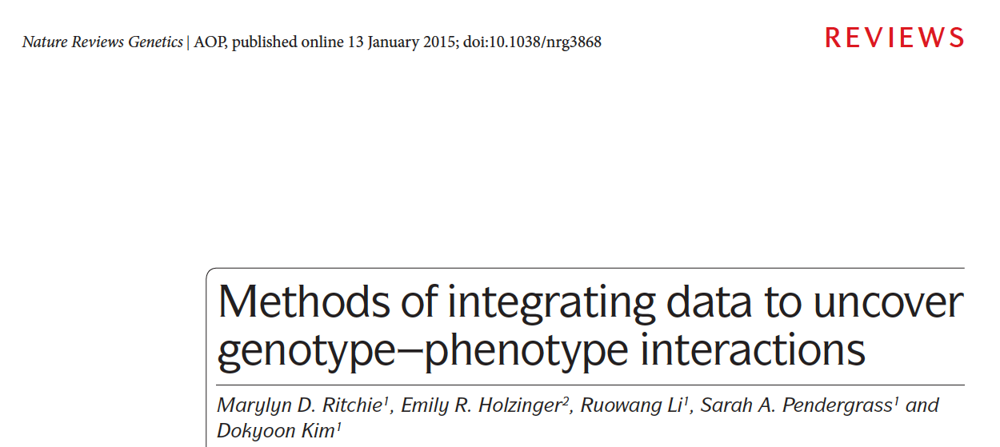 Nature Reviews Genetics | AOP, published online 13 January 2015; doi:10.1038/nrg3868
REVIEWS
Methods of integrating data to uncover
genotype–phenotype interactions
Marylyn D. Ritchie¹, Emily R. Holzinger², Ruowang Li¹, Sarah A. Pendergrass¹ and
Dokyoon Kim¹